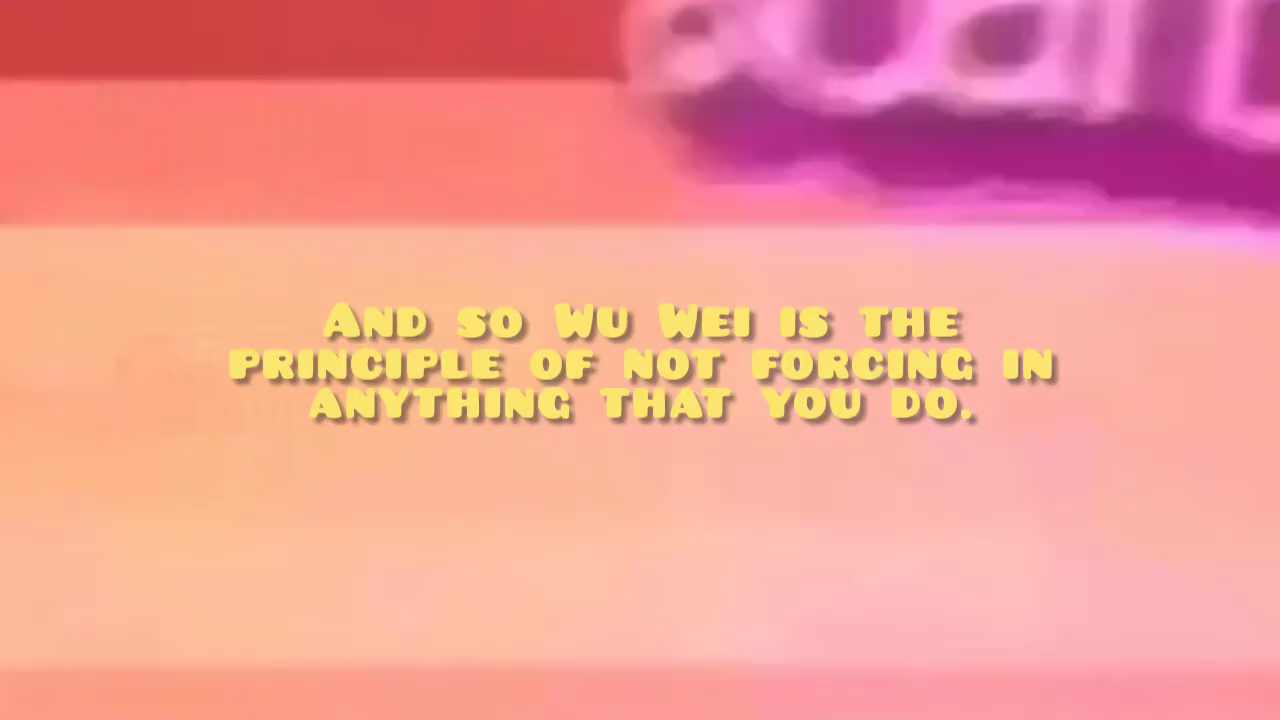 And so Wu Wei is the
principle of not forcing in
anything that you do.